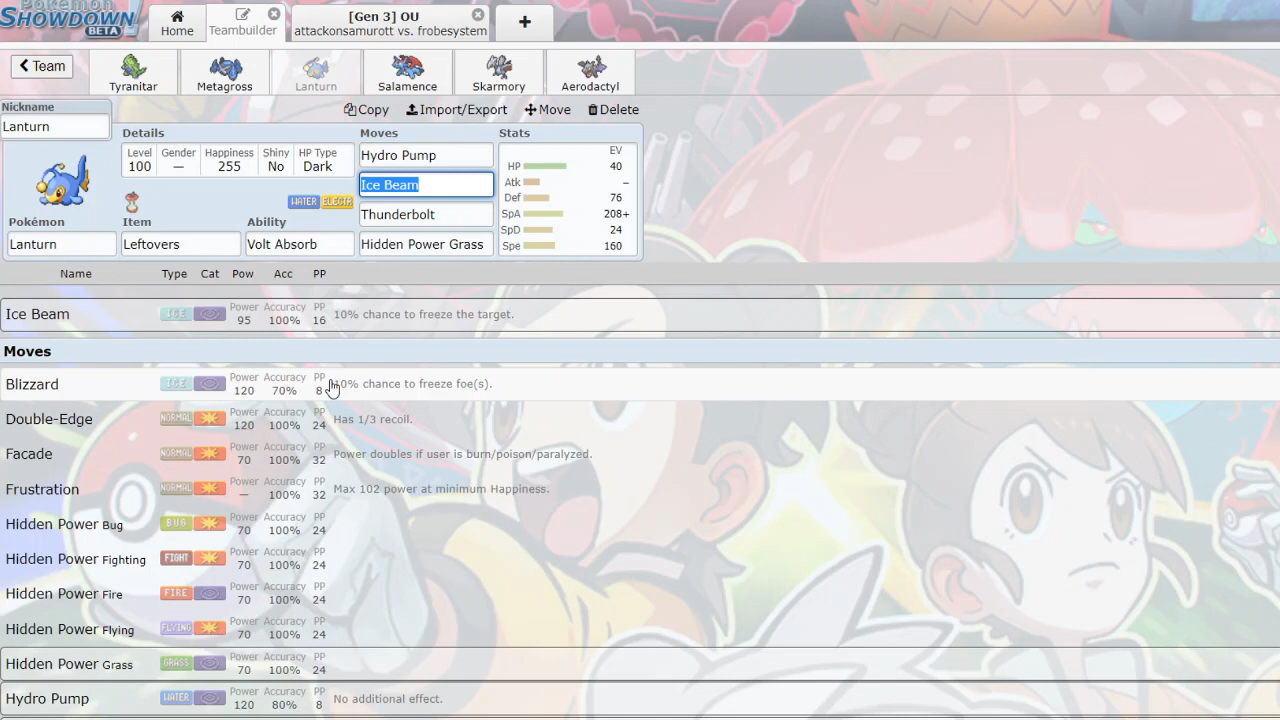 Pokémon
SHOWDOWN
BETA
Home
Teambuilder
[Gen 3] OU
attackonsamurott vs. frobesystem
+
Team
Tyranitar
Metagross
Lanturn
Salamence
Skarmory
Aerodactyl
Copy Import/Export Move Delete
Nickname
Lanturn
Details
Level Gender Happiness Shiny HP Type
100 — 255 No Dark
WATER ELECTR
Pokémon Item Ability
Lanturn Leftovers Volt Absorb
Moves
Hydro Pump
Ice Beam
Thunderbolt
Hidden Power Grass
Stats
EV
HP 40
Atk –
Def 76
SpA 208+
SpD 24
Spe 160
Name Type Cat Pow Acc PP
Ice Beam ICE Power 95 Accuracy 100% PP 16 10% chance to freeze the target.
Moves
Blizzard ICE Power 120 Accuracy 70% PP 8 10% chance to freeze foe(s).
Double-Edge NORMAL Power 120 Accuracy 100% PP 24 Has 1/3 recoil.
Facade NORMAL Power 70 Accuracy 100% PP 32 Power doubles if user is burn/poison/paralyzed.
Frustration NORMAL Power — Accuracy 100% PP 32 Max 102 power at minimum Happiness.
Hidden Power Bug BUG Power 70 Accuracy 100% PP 24
Hidden Power Fighting FIGHT Power 70 Accuracy 100% PP 24
Hidden Power Fire FIRE Power 70 Accuracy 100% PP 24
Hidden Power Flying FLYING Power 70 Accuracy 100% PP 24
Hidden Power Grass GRASS Power 70 Accuracy 100% PP 24
Hydro Pump WATER Power 120 Accuracy 80% PP 8 No additional effect.